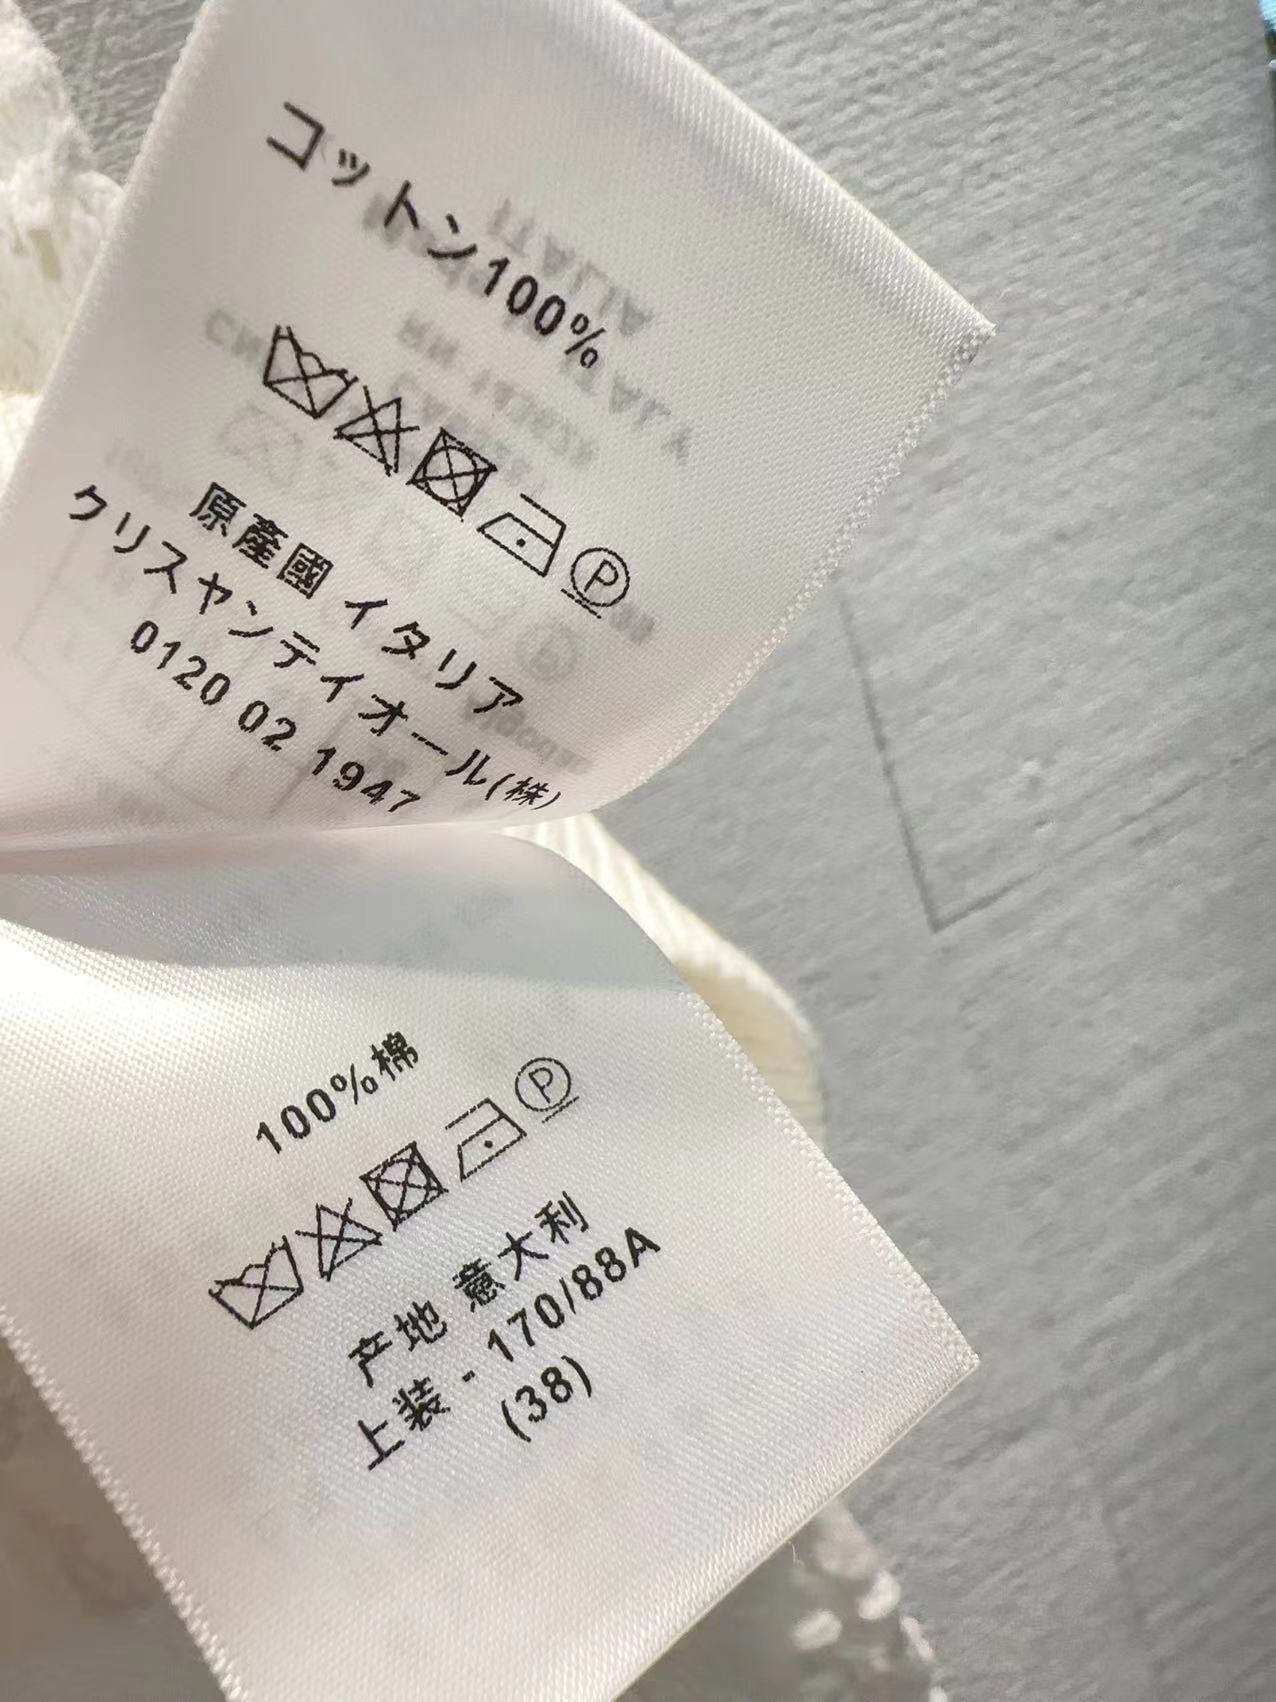 コットン100%
P
原産國 イタリア
クリスヤンディオール(株)
0120 02 1947
100%棉
P
产地 意大利
上装 - 170/88A
(38)